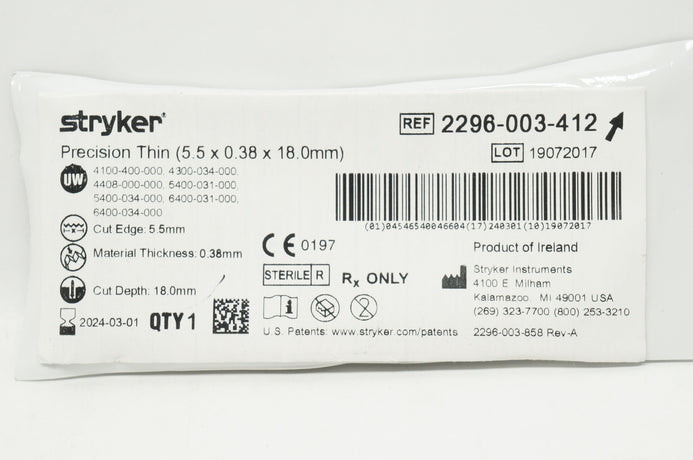 stryker®
REF 2296-003-412
Precision Thin (5.5 x 0.38 x 18.0mm)
LOT 19072017
UW 4100-400-000, 4300-034-000,
4408-000-000, 5400-031-000,
5400-034-000, 6400-031-000,
6400-034-000
(01)04546540046604(17)240301(10)19072017
Cut Edge: 5.5mm
Material Thickness: 0.38mm
Cut Depth: 18.0mm
CE 0197
STERILE R
Rx ONLY
Product of Ireland
Stryker Instruments
4100 E. Milham
Kalamazoo, MI 49001 USA
(269) 323-7700 (800) 253-3210
2024-03-01 QTY 1
U.S. Patents: www.stryker.com/patents
2296-003-858 Rev-A